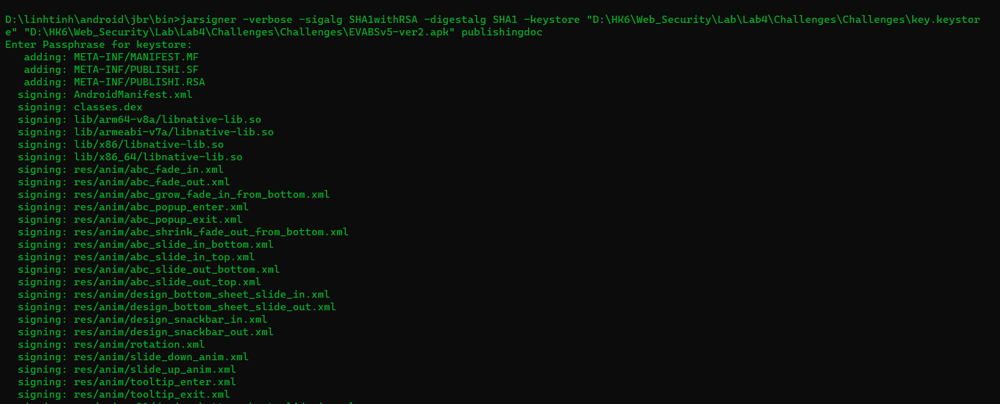 D:\linhtinh\android\jbr\bin>jarsigner -verbose -sigalg SHA1withRSA -digestalg SHA1 -keystore "D:\HK6\Web_Security\Lab\Lab4\Challenges\Challenges\key.keystor
e" "D:\HK6\Web_Security\Lab\Lab4\Challenges\Challenges\EVABSv5-ver2.apk" publishingdoc
Enter Passphrase for keystore:
   adding: META-INF/MANIFEST.MF
   adding: META-INF/PUBLISHI.SF
   adding: META-INF/PUBLISHI.RSA
  signing: AndroidManifest.xml
  signing: classes.dex
  signing: lib/arm64-v8a/libnative-lib.so
  signing: lib/armeabi-v7a/libnative-lib.so
  signing: lib/x86/libnative-lib.so
  signing: lib/x86_64/libnative-lib.so
  signing: res/anim/abc_fade_in.xml
  signing: res/anim/abc_fade_out.xml
  signing: res/anim/abc_grow_fade_in_from_bottom.xml
  signing: res/anim/abc_popup_enter.xml
  signing: res/anim/abc_popup_exit.xml
  signing: res/anim/abc_shrink_fade_out_from_bottom.xml
  signing: res/anim/abc_slide_in_bottom.xml
  signing: res/anim/abc_slide_in_top.xml
  signing: res/anim/abc_slide_out_bottom.xml
  signing: res/anim/abc_slide_out_top.xml
  signing: res/anim/design_bottom_sheet_slide_in.xml
  signing: res/anim/design_bottom_sheet_slide_out.xml
  signing: res/anim/design_snackbar_in.xml
  signing: res/anim/design_snackbar_out.xml
  signing: res/anim/rotation.xml
  signing: res/anim/slide_down_anim.xml
  signing: res/anim/slide_up_anim.xml
  signing: res/anim/tooltip_enter.xml
  signing: res/anim/tooltip_exit.xml